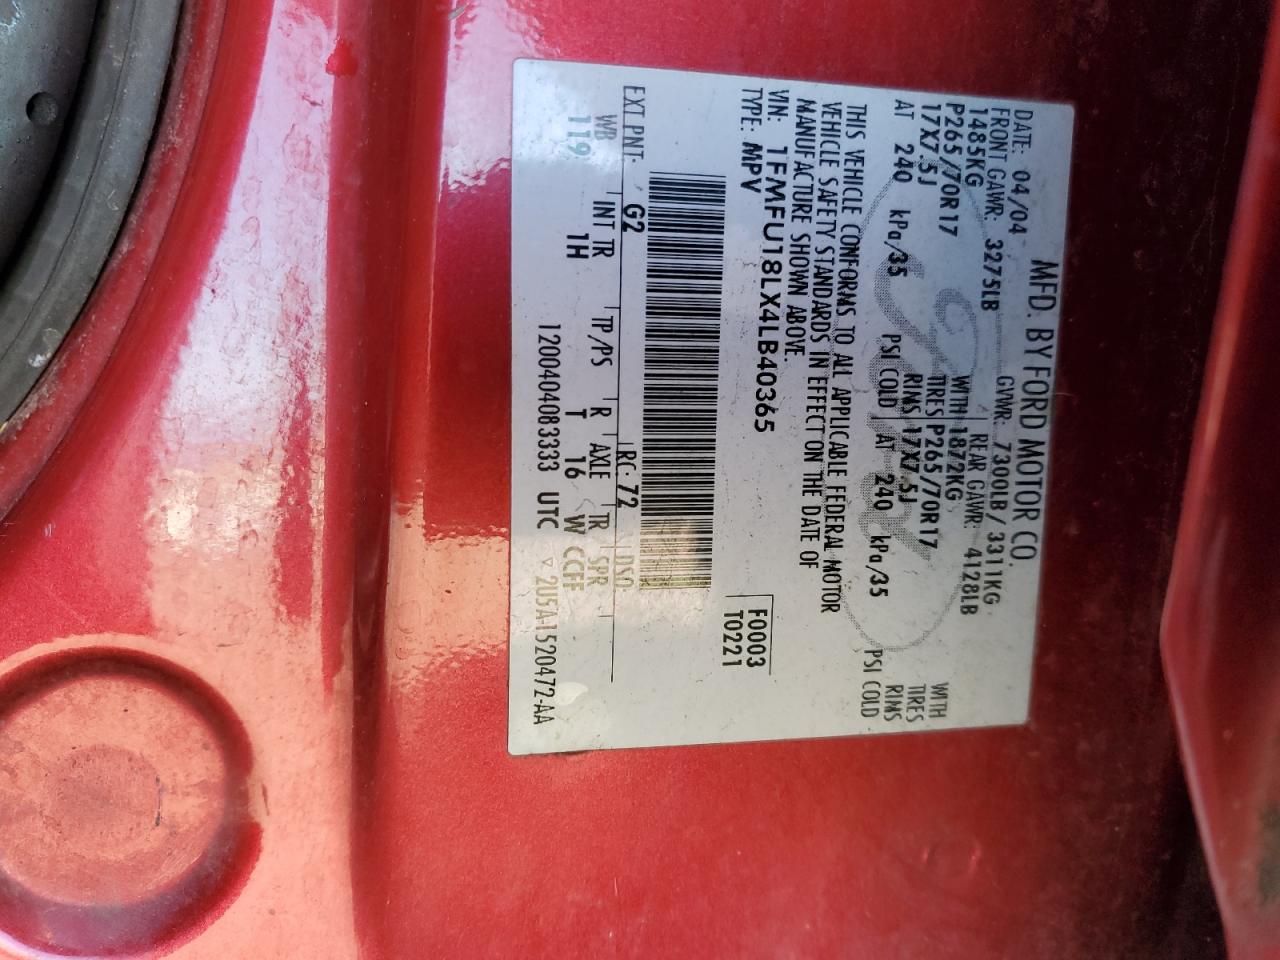 MFD. BY FORD MOTOR CO.
DATE: 04/04 GVWR: 7300LB/ 3311KG
FRONT GAWR: 3275LB REAR GAWR: 4128LB
1485KG WITH 1872KG WITH
P265/70R17 TIRES P265/70R17 TIRES
17X7.5J RIMS 17X7.5J RIMS
AT 240 kPa/35 PSI COLD AT 240 kPa/35 PSI COLD
THIS VEHICLE CONFORMS TO ALL APPLICABLE FEDERAL MOTOR
VEHICLE SAFETY STANDARDS IN EFFECT ON THE DATE OF
MANUFACTURE SHOWN ABOVE.
VIN: 1FMFU18LX4LB40365 F0003
TYPE: MPV T0221
EXT PNT: G2 RC: 72 DSO:
WB INT TR TP/PS R AXLE TR SPR
119 1H T 16 W CCFF
1200404083333 UTC 2U5A-1520472-AA